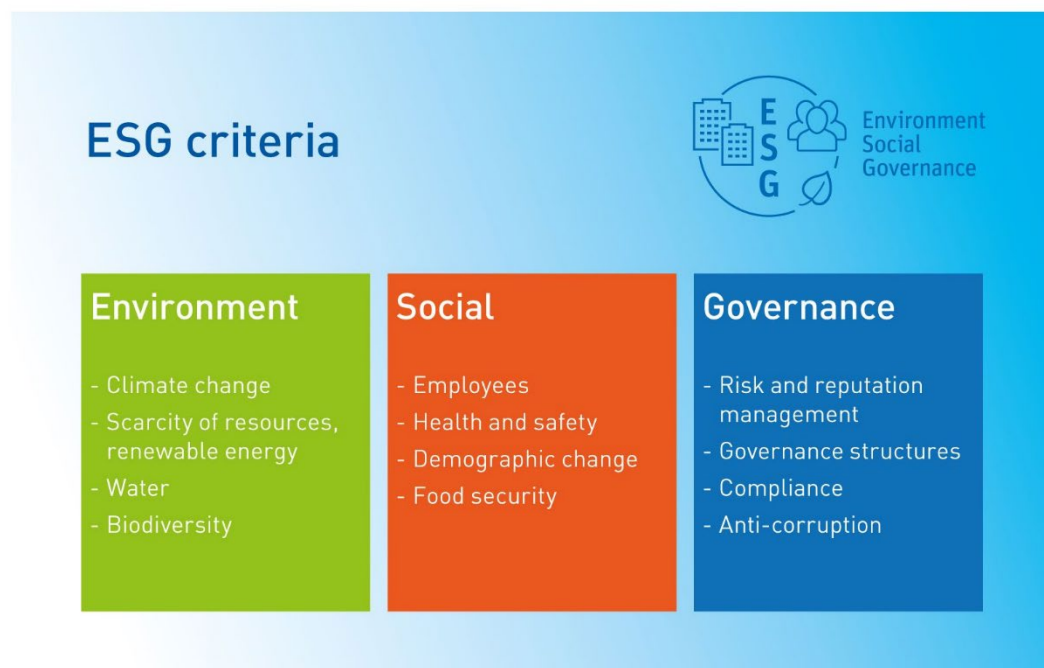 ESG criteria
E
S
G
Environment
Social
Governance
Environment
- Climate change
- Scarcity of resources,
renewable energy
- Water
- Biodiversity
Social
- Employees
- Health and safety
- Demographic change
- Food security
Governance
- Risk and reputation
management
- Governance structures
- Compliance
- Anti-corruption